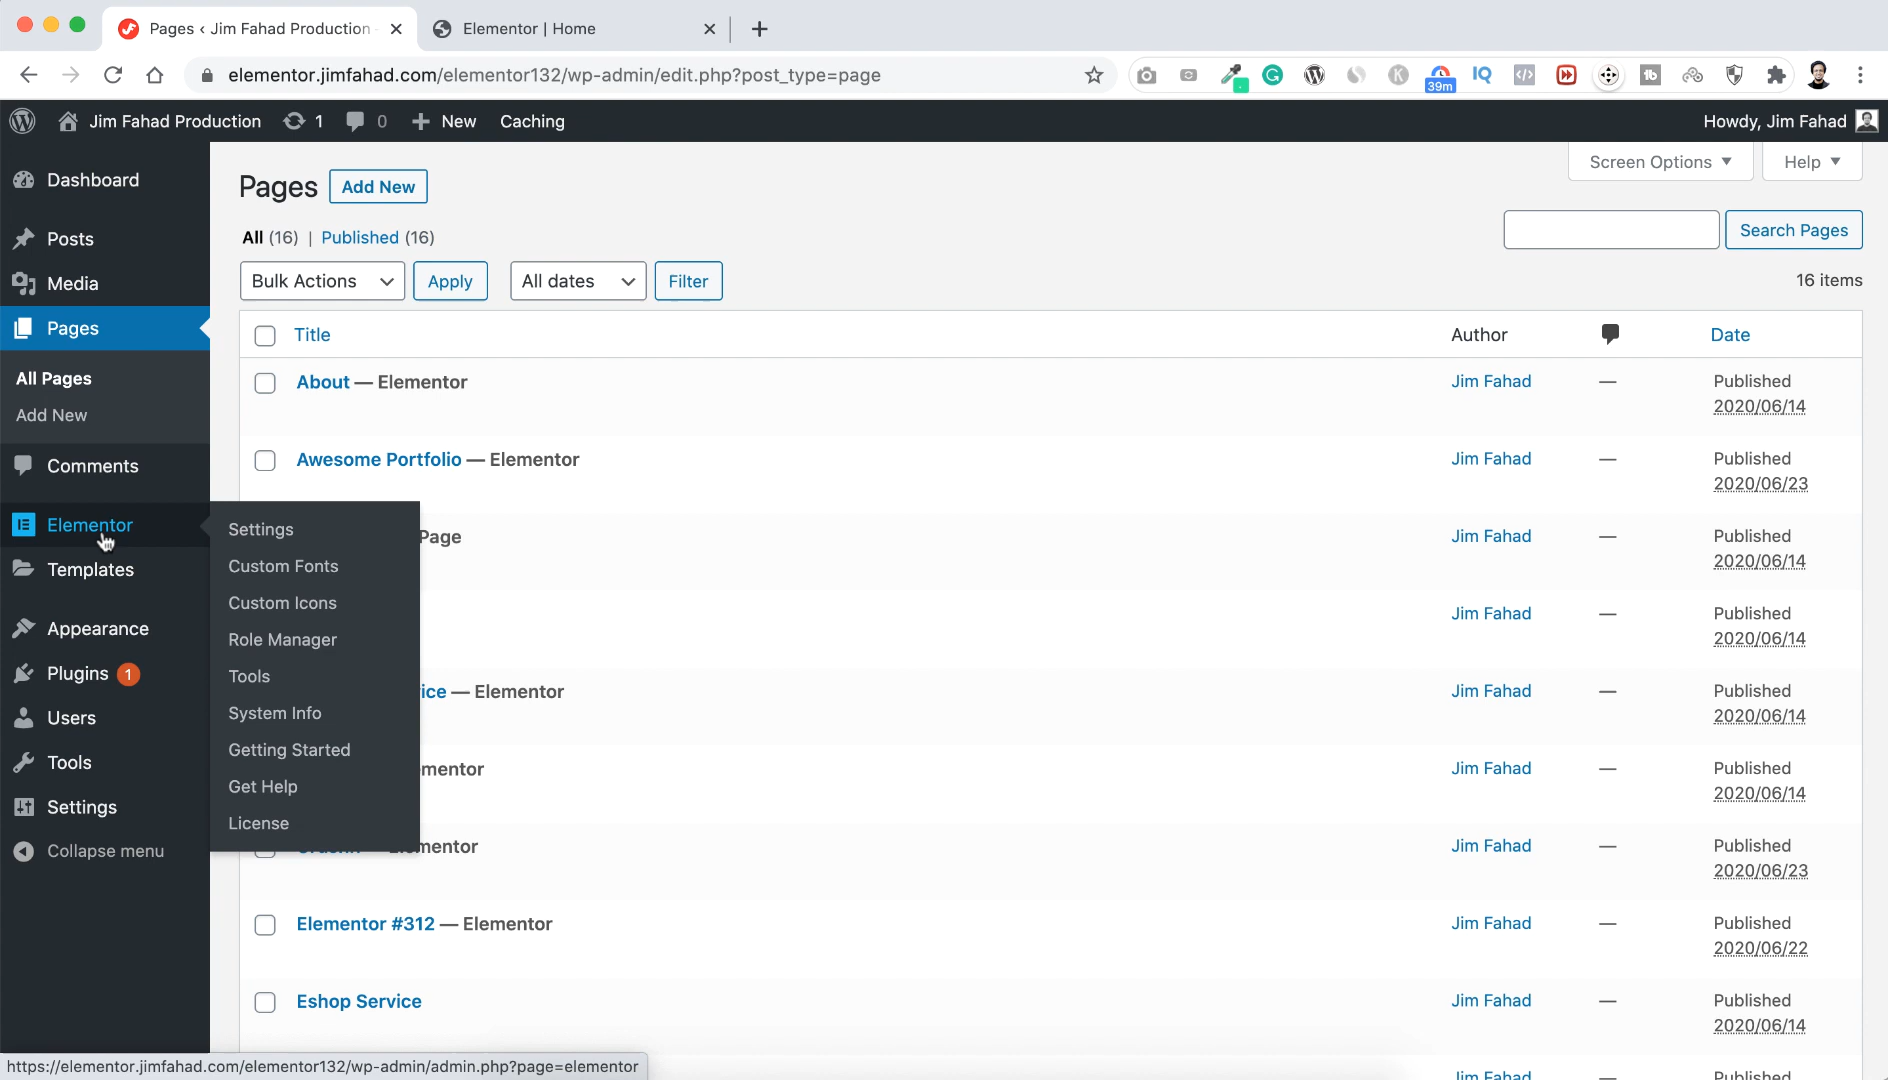 Pages ‹ Jim Fahad Production
Elementor | Home
elementor.jimfahad.com/elementor132/wp-admin/edit.php?post_type=page
39m
Jim Fahad Production 1 0 New Caching
Howdy, Jim Fahad
Screen Options
Help
Dashboard
Posts
Media
Pages
All Pages
Add New
Comments
Elementor
Templates
Appearance
Plugins 1
Users
Tools
Settings
Collapse menu
Settings
Custom Fonts
Custom Icons
Role Manager
Tools
System Info
Getting Started
Get Help
License
Pages Add New
All (16) | Published (16)
Search Pages
Bulk Actions Apply All dates Filter
16 items
Title Author Date
About — Elementor Jim Fahad — Published
2020/06/14
Awesome Portfolio — Elementor Jim Fahad — Published
2020/06/23
Page Jim Fahad — Published
2020/06/14
Jim Fahad — Published
2020/06/14
ice — Elementor Jim Fahad — Published
2020/06/14
mentor Jim Fahad — Published
2020/06/14
mentor Jim Fahad — Published
2020/06/23
Elementor #312 — Elementor Jim Fahad — Published
2020/06/22
Eshop Service Jim Fahad — Published
2020/06/14
Jim Fahad — Published
https://elementor.jimfahad.com/elementor132/wp-admin/admin.php?page=elementor